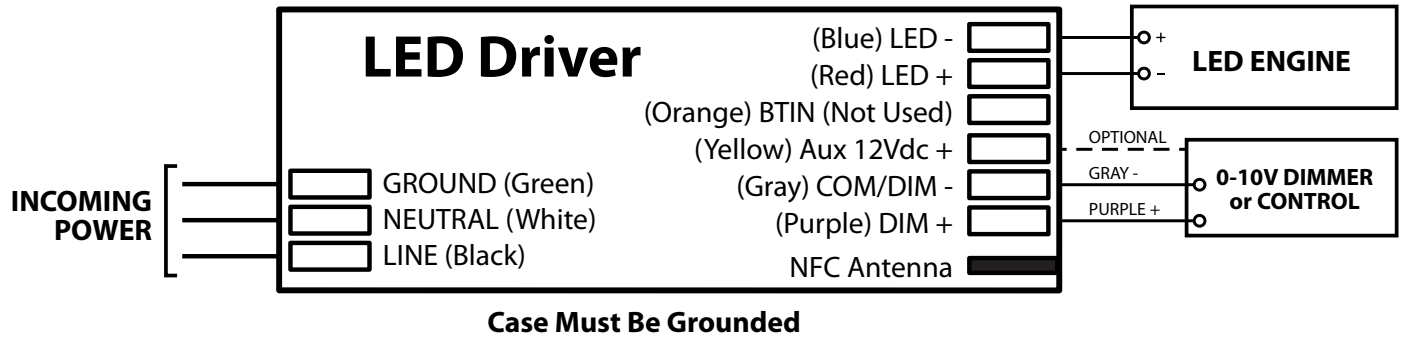 LED Driver
(Blue) LED -
(Red) LED +
(Orange) BTIN (Not Used)
(Yellow) Aux 12Vdc +
(Gray) COM/DIM -
(Purple) DIM +
NFC Antenna
INCOMING
POWER
GROUND (Green)
NEUTRAL (White)
LINE (Black)
+
-
LED ENGINE
OPTIONAL
GRAY -
PURPLE +
0-10V DIMMER
or CONTROL
Case Must Be Grounded